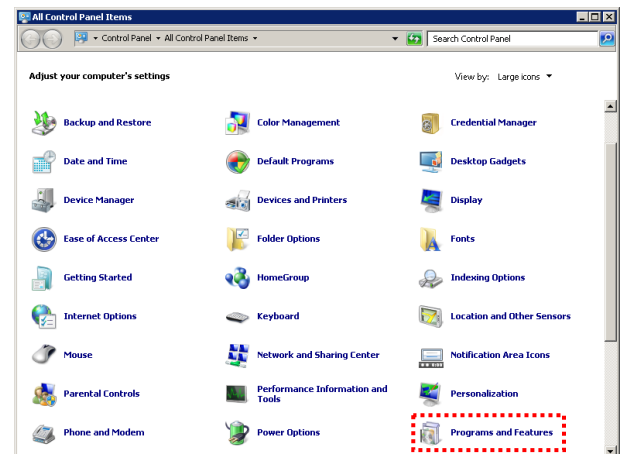 All Control Panel Items
Control Panel All Control Panel Items Search Control Panel
Adjust your computer's settings View by: Large icons
Backup and Restore Color Management Credential Manager
Date and Time Default Programs Desktop Gadgets
Device Manager Devices and Printers Display
Ease of Access Center Folder Options Fonts
Getting Started HomeGroup Indexing Options
Internet Options Keyboard Location and Other Sensors
Mouse Network and Sharing Center Notification Area Icons
Parental Controls Performance Information and Tools Personalization
Phone and Modem Power Options Programs and Features